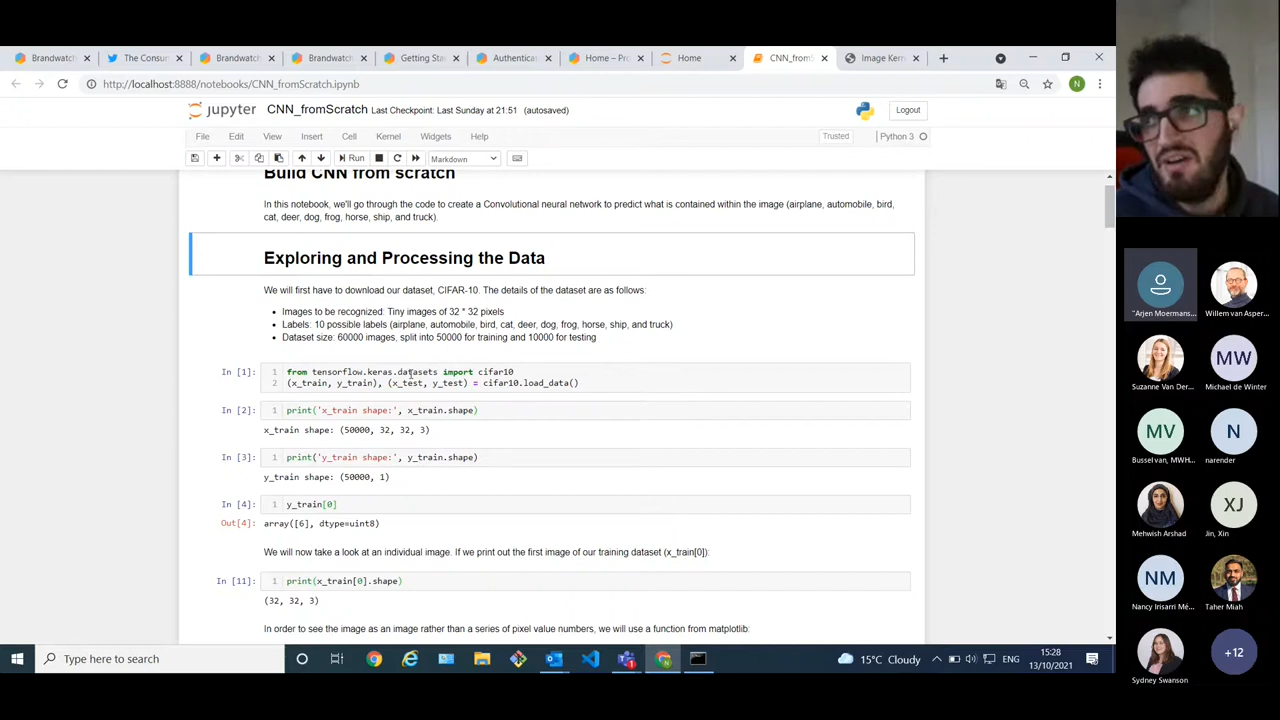 Brandwatch
The Consum
Brandwatch
Brandwatch
Getting Sta
Authenticat
Home – Pro
Home
CNN_from
Image Kern
http://localhost:8888/notebooks/CNN_fromScratch.ipynb
N
jupyter CNN_fromScratch Last Checkpoint: Last Sunday at 21:51 (autosaved)
Logout
File Edit View Insert Cell Kernel Widgets Help
Trusted
Python 3
Run
Markdown
Build CNN from scratch
In this notebook, we'll go through the code to create a Convolutional neural network to predict what is contained within the image (airplane, automobile, bird,
cat, deer, dog, frog, horse, ship, and truck).
Exploring and Processing the Data
We will first have to download our dataset, CIFAR-10. The details of the dataset are as follows:
• Images to be recognized: Tiny images of 32 * 32 pixels
• Labels: 10 possible labels (airplane, automobile, bird, cat, deer, dog, frog, horse, ship, and truck)
• Dataset size: 60000 images, split into 50000 for training and 10000 for testing
In [1]: 1 from tensorflow.keras.datasets import cifar10
2 (x_train, y_train), (x_test, y_test) = cifar10.load_data()
In [2]: 1 print('x_train shape:', x_train.shape)
x_train shape: (50000, 32, 32, 3)
In [3]: 1 print('y_train shape:', y_train.shape)
y_train shape: (50000, 1)
In [4]: 1 y_train[0]
Out[4]: array([6], dtype=uint8)
We will now take a look at an individual image. If we print out the first image of our training dataset (x_train[0]):
In [11]: 1 print(x_train[0].shape)
(32, 32, 3)
In order to see the image as an image rather than a series of pixel value numbers, we will use a function from matplotlib:
Type here to search
15°C Cloudy
ENG
15:28
13/10/2021
"Arjen Moermans...
Willem van Asper...
Suzanne Van Der...
MW
Michael de Winter
MV
Bussel van, MWH...
N
narender
Mehwish Arshad
XJ
Jin, Xin
NM
Nancy Irisarri Mé...
Taher Miah
Sydney Swanson
+12